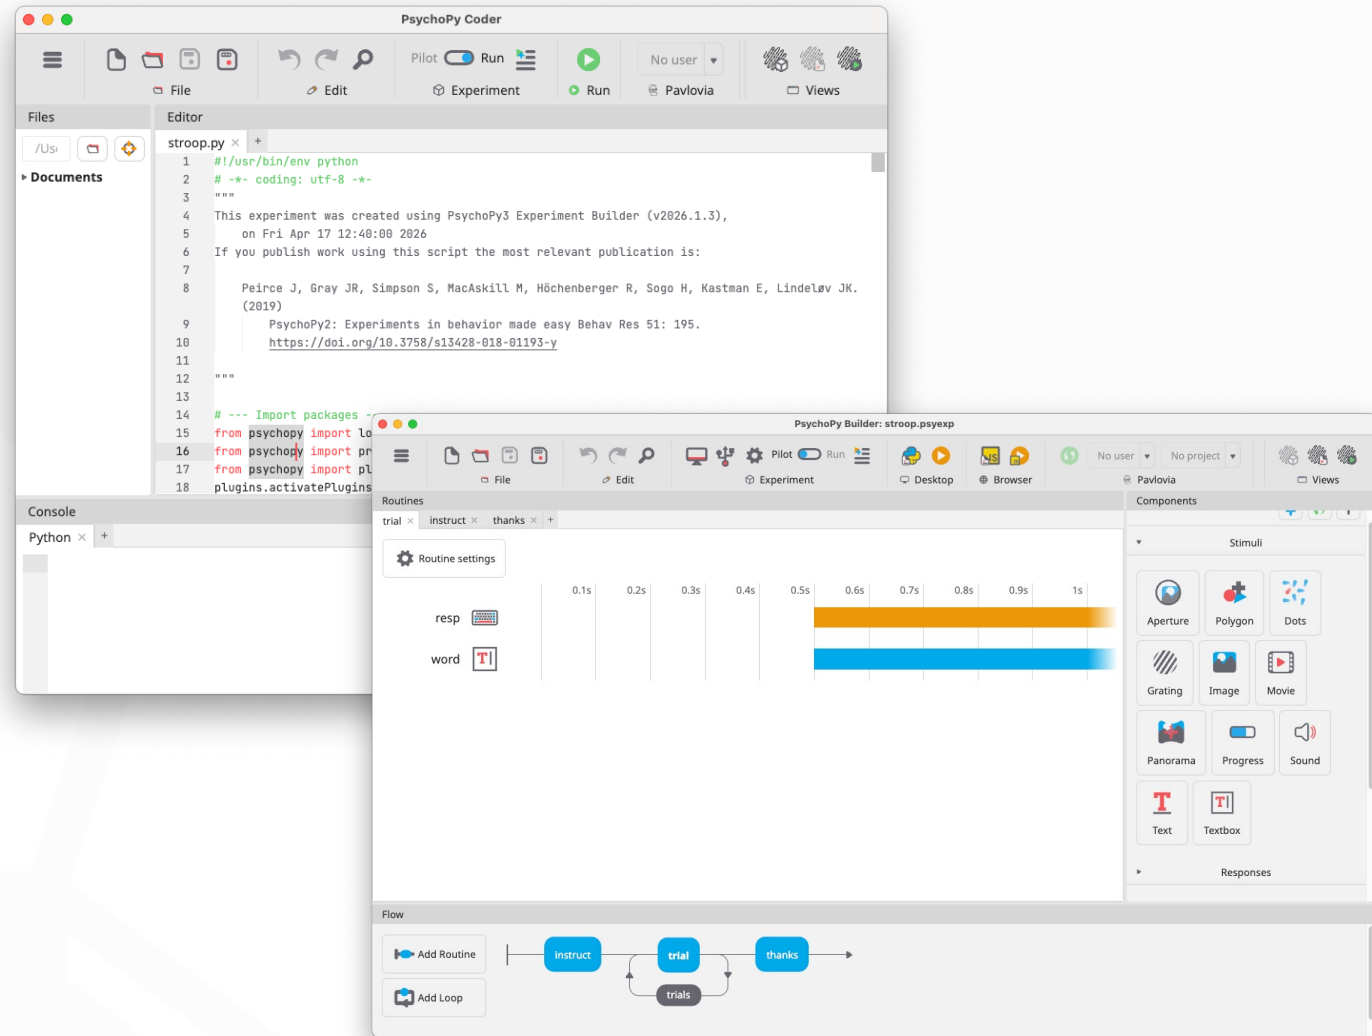 PsychoPy Coder
Pilot Run
No user
File
Edit
Experiment
Run
Pavlovia
Views
Files
Editor
stroop.py
Documents
1 #!/usr/bin/env python
2 # -*- coding: utf-8 -*-
3 """
4 This experiment was created using PsychoPy3 Experiment Builder (v2026.1.3),
5 on Fri Apr 17 12:40:00 2026
6 If you publish work using this script the most relevant publication is:
7
8 Peirce J, Gray JR, Simpson S, MacAskill M, Höchenberger R, Sogo H, Kastman E, Lindeløv JK.
(2019)
9 PsychoPy2: Experiments in behavior made easy Behav Res 51: 195.
10 https://doi.org/10.3758/s13428-018-01193-y
11
12 """
13
14 # --- Import packages -
15 from psychopy import lo
16 from psychopy import pr
17 from psychopy import pl
18 plugins.activatePlugins
Console
Python
PsychoPy Builder: stroop.psyexp
Pilot Run
JS
No user
No project
File
Edit
Experiment
Desktop
Browser
Pavlovia
Views
Routines
Components
trial
instruct
thanks
Routine settings
0.1s 0.2s 0.3s 0.4s 0.5s 0.6s 0.7s 0.8s 0.9s 1s
resp
word
Stimuli
Aperture
Polygon
Dots
Grating
Image
Movie
Panorama
Progress
Sound
Text
Textbox
Responses
Flow
Add Routine
Add Loop
instruct
trial
thanks
trials